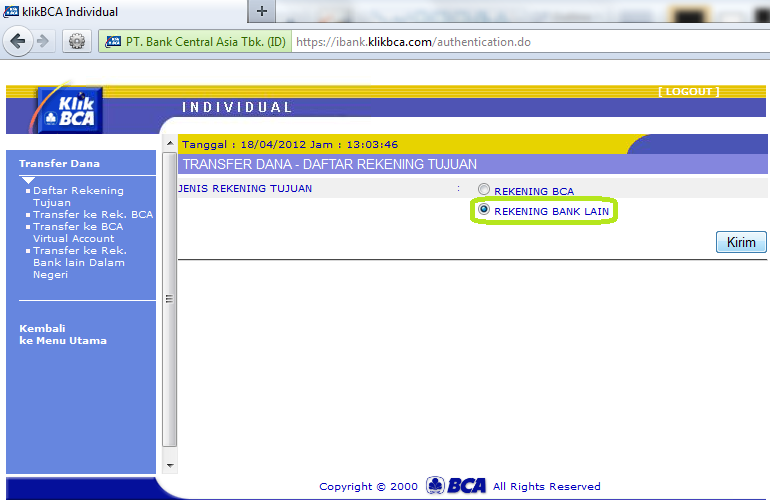 klikBCA Individual
PT. Bank Central Asia Tbk. (ID) https://ibank.klikbca.com/authentication.do
[ LOGOUT ]
Klik
BCA
INDIVIDUAL
Tanggal : 18/04/2012 Jam : 13:03:46
Transfer Dana
Daftar Rekening
Tujuan
Transfer ke Rek. BCA
Transfer ke BCA
Virtual Account
Transfer ke Rek.
Bank lain Dalam
Negeri
Kembali
ke Menu Utama
TRANSFER DANA - DAFTAR REKENING TUJUAN
JENIS REKENING TUJUAN : REKENING BCA
REKENING BANK LAIN
Kirim
Copyright © 2000 BCA All Rights Reserved